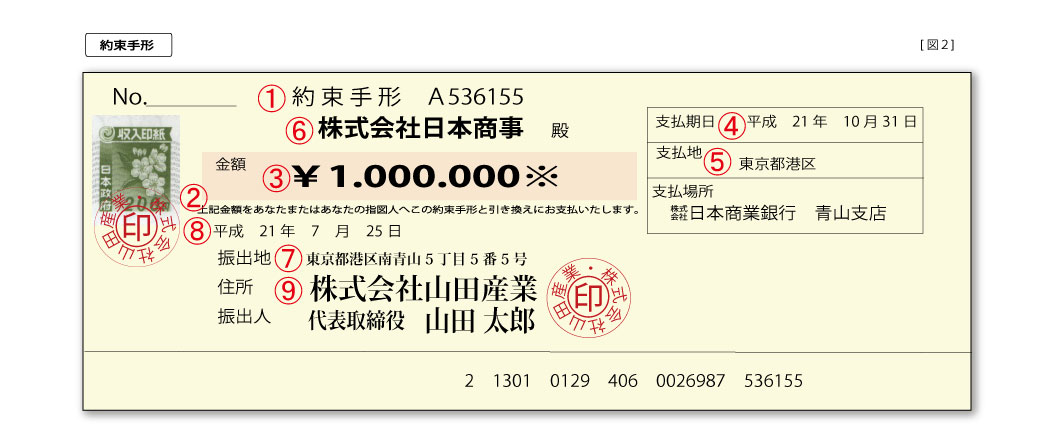 約束手形
[図2]
No.
① 約束手形 A536155
⑥ 株式会社日本商事 殿
収入印紙
日本政府
200
金額 ③ ¥1.000.000※
② 上記金額をあなたまたはあなたの指図人へこの約束手形と引き換えにお支払いたします。
⑧ 平成 21年 7月 25日
振出地 ⑦ 東京都港区南青山5丁目5番5号
住所 ⑨ 株式会社山田産業
振出人 代表取締役 山田 太郎
株式会社山田産業・
印
株式会社山田産業・
印
支払期日 ④ 平成 21年 10月31日
支払地 ⑤ 東京都港区
支払場所
株式会社日本商業銀行 青山支店
2 1301 0129 406 0026987 536155